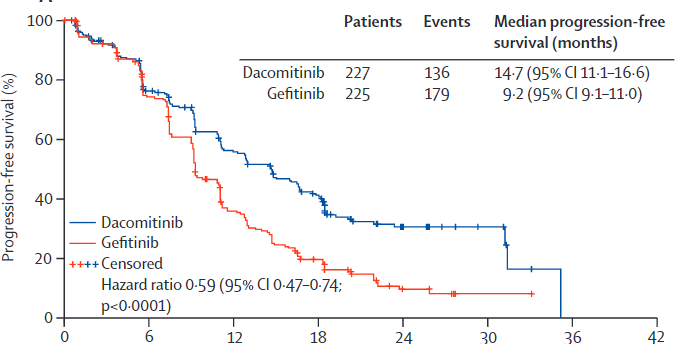 Patients Events Median progression-free
survival (months)
Dacomitinib 227 136 14·7 (95% CI 11·1–16·6)
Gefitinib 225 179 9·2 (95% CI 9·1–11·0)
Progression-free survival (%)
100
80
60
40
20
0
Dacomitinib
Gefitinib
Censored
Hazard ratio 0·59 (95% CI 0·47–0·74;
p<0·0001)
0 6 12 18 24 30 36 42